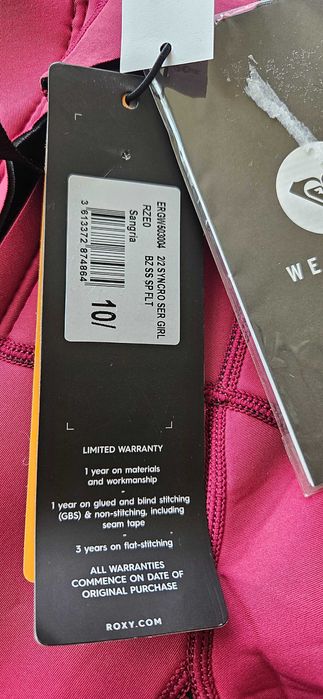 ERGW503004 2/2 SYNCRO SER GIRL
RZE0 BZ SS SP FLT
Sangria
3 613372 874864
10/
LIMITED WARRANTY
1 year on materials
and workmanship
-
1 year on glued and blind stitching
(GBS) & non-stitching, including
seam tape
-
3 years on flat-stitching
ALL WARRANTIES
COMMENCE ON DATE OF
ORIGINAL PURCHASE
ROXY.COM
WE